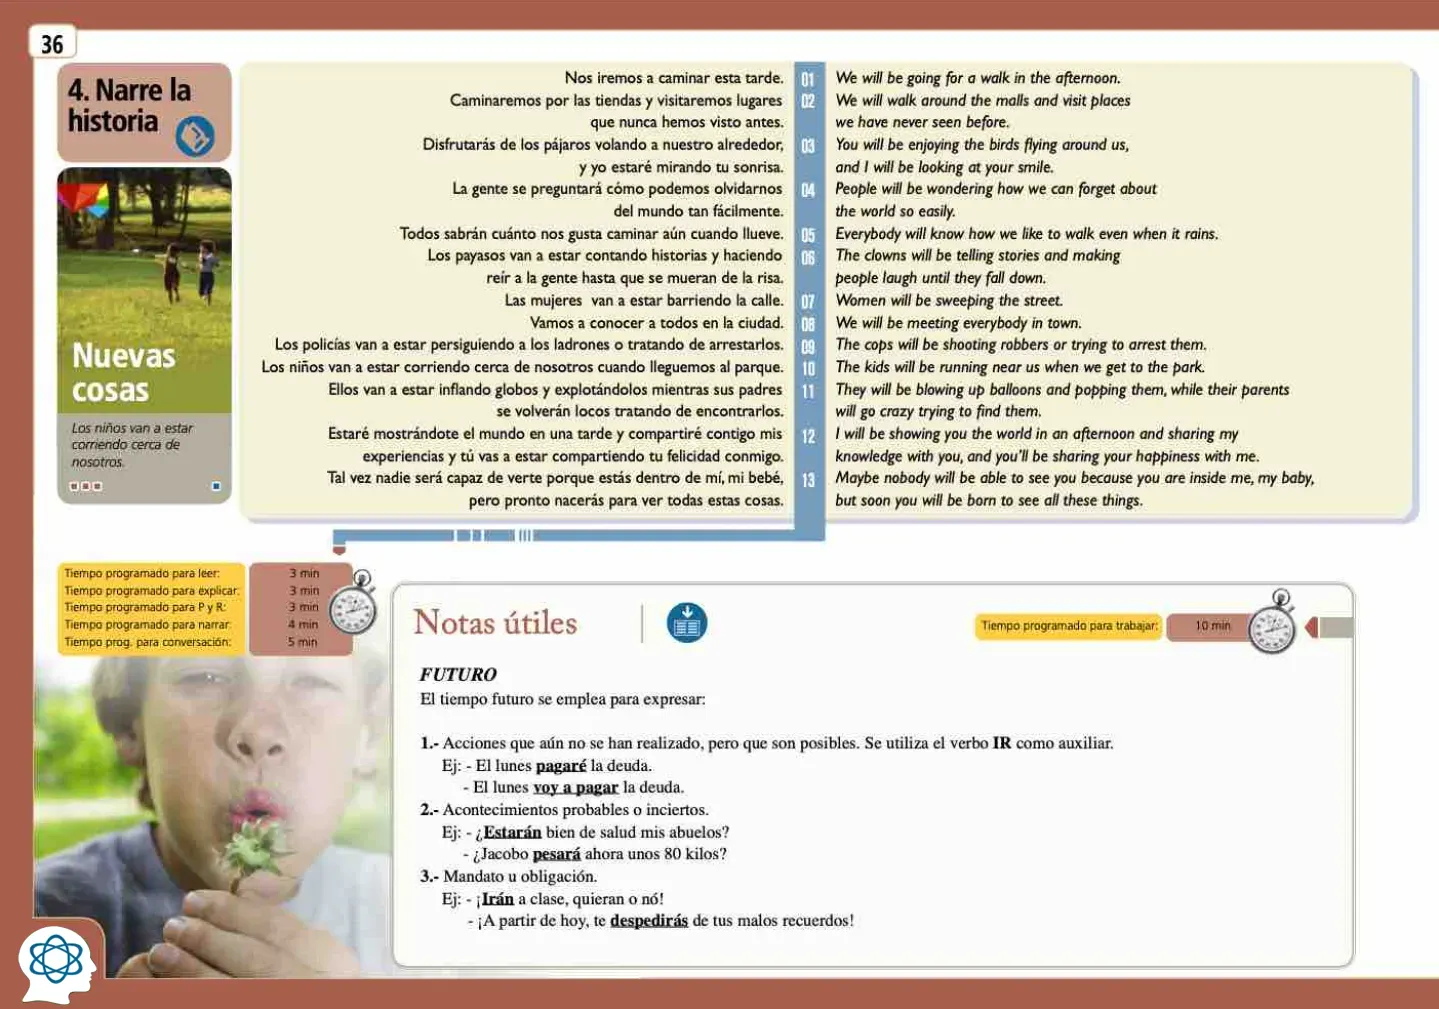 36
4. Narre la
historia
Nuevas
cosas
Los niños van a estar
corriendo cerca de
nosotros.
Nos iremos a caminar esta tarde.
Caminaremos por las tiendas y visitaremos lugares
que nunca hemos visto antes.
Disfrutarás de los pájaros volando a nuestro alrededor,
y yo estaré mirando tu sonrisa.
La gente se preguntará cómo podemos olvidarnos
del mundo tan fácilmente.
Todos sabrán cuánto nos gusta caminar aún cuando llueve.
Los payasos van a estar contando historias y haciendo
reír a la gente hasta que se mueran de la risa.
Las mujeres van a estar barriendo la calle.
Vamos a conocer a todos en la ciudad.
Los policías van a estar persiguiendo a los ladrones o tratando de arrestarlos.
Los niños van a estar corriendo cerca de nosotros cuando lleguemos al parque.
Ellos van a estar inflando globos y explotándolos mientras sus padres
se volverán locos tratando de encontrarlos.
Estaré mostrándote el mundo en una tarde y compartiré contigo mis
experiencias y tú vas a estar compartiendo tu felicidad conmigo.
Tal vez nadie será capaz de verte porque estás dentro de mí, mi bebé,
pero pronto nacerás para ver todas estas cosas.
01 We will be going for a walk in the afternoon.
02 We will walk around the malls and visit places
we have never seen before.
03 You will be enjoying the birds flying around us,
and I will be looking at your smile.
04 People will be wondering how we can forget about
the world so easily.
05 Everybody will know how we like to walk even when it rains.
06 The clowns will be telling stories and making
people laugh until they fall down.
07 Women will be sweeping the street.
08 We will be meeting everybody in town.
09 The cops will be shooting robbers or trying to arrest them.
10 The kids will be running near us when we get to the park.
11 They will be blowing up balloons and popping them, while their parents
will go crazy trying to find them.
12 I will be showing you the world in an afternoon and sharing my
knowledge with you, and you'll be sharing your happiness with me.
13 Maybe nobody will be able to see you because you are inside me, my baby,
but soon you will be born to see all these things.
Tiempo programado para leer: 3 min
Tiempo programado para explicar: 3 min
Tiempo programado para P y R: 3 min
Tiempo programado para narrar: 4 min
Tiempo prog. para conversación: 5 min
Notas útiles
Tiempo programado para trabajar: 10 min
FUTURO
El tiempo futuro se emplea para expresar:
1.- Acciones que aún no se han realizado, pero que son posibles. Se utiliza el verbo IR como auxiliar.
Ej: - El lunes pagaré la deuda.
- El lunes voy a pagar la deuda.
2.- Acontecimientos probables o inciertos.
Ej: - ¿Estarán bien de salud mis abuelos?
- ¿Jacobo pesará ahora unos 80 kilos?
3.- Mandato u obligación.
Ej: - ¡Irán a clase, quieran o nó!
- ¡A partir de hoy, te despedirás de tus malos recuerdos!